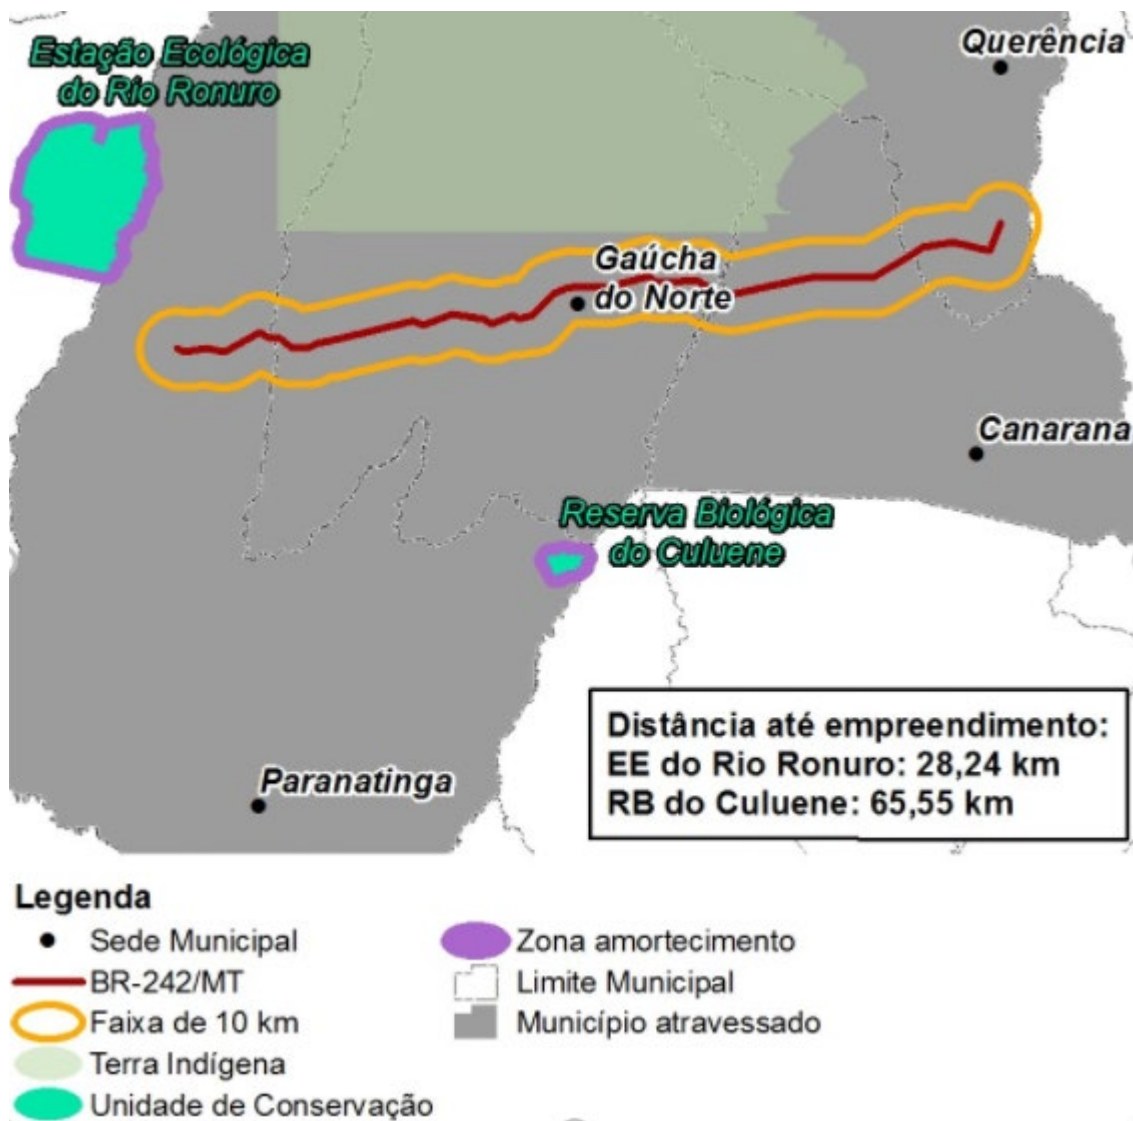 Estação Ecológica
do Rio Ronuro
Querência
Gaúcha
do Norte
Canarana
Reserva Biológica
do Culuene
Paranatinga
Distância até empreendimento:
EE do Rio Ronuro: 28,24 km
RB do Culuene: 65,55 km
Legenda
Sede Municipal
BR-242/MT
Faixa de 10 km
Terra Indígena
Unidade de Conservação
Zona amortecimento
Limite Municipal
Município atravessado